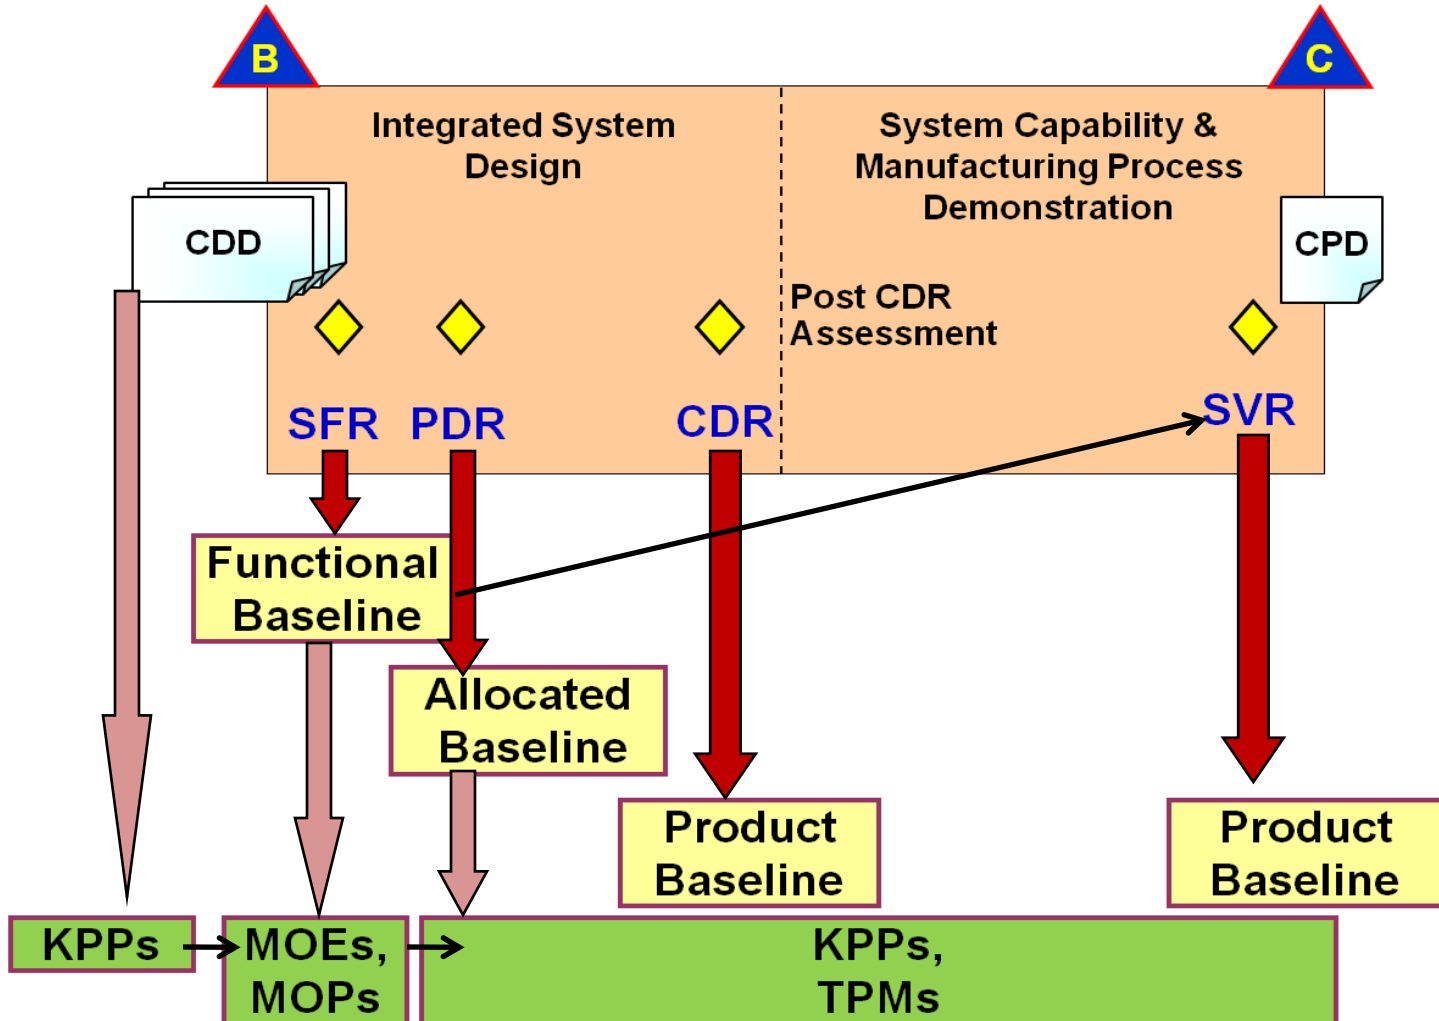 B
C
Integrated System
Design
System Capability &
Manufacturing Process
Demonstration
CDD
CPD
Post CDR
Assessment
SFR
PDR
CDR
SVR
Functional
Baseline
Allocated
Baseline
Product
Baseline
Product
Baseline
KPPs
MOEs,
MOPs
KPPs,
TPMs